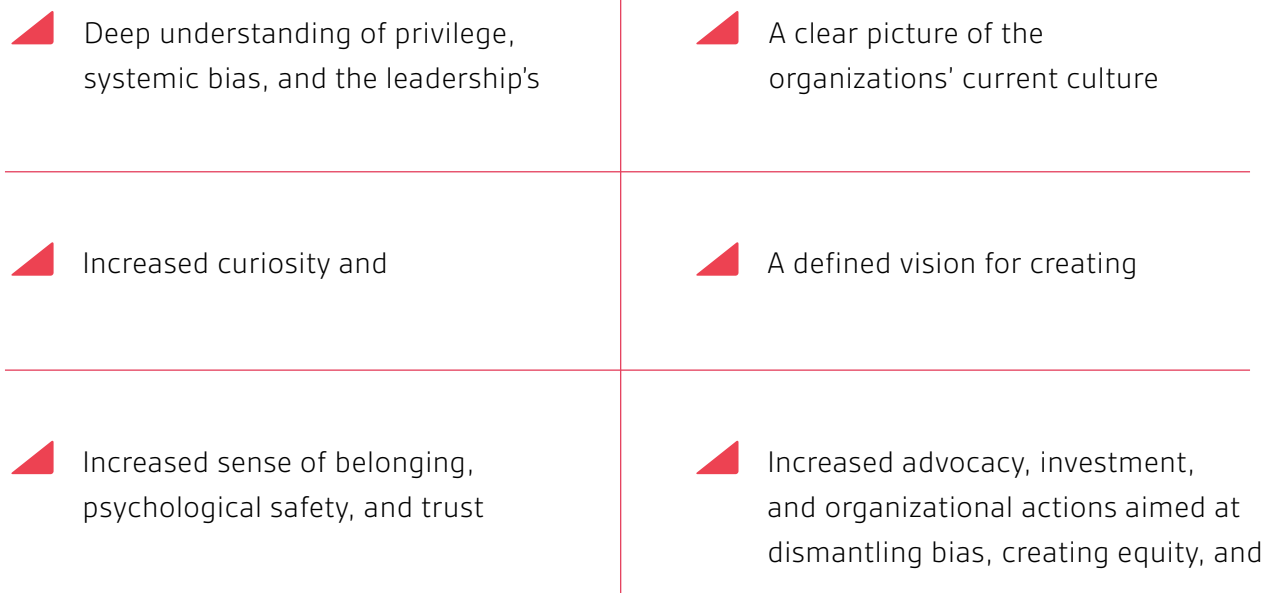 Deep understanding of privilege,
systemic bias, and the leadership's
A clear picture of the
organizations' current culture
Increased curiosity and
A defined vision for creating
Increased sense of belonging,
psychological safety, and trust
Increased advocacy, investment,
and organizational actions aimed at
dismantling bias, creating equity, and